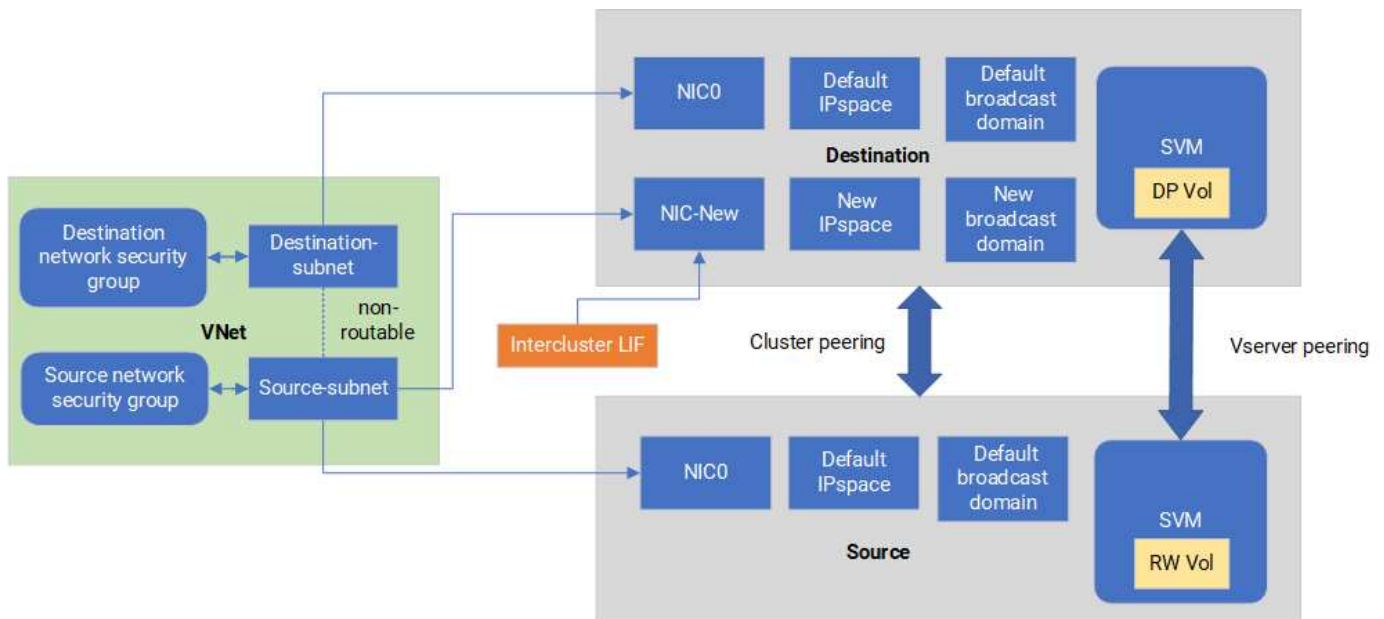 NIC0
Default
IPspace
Default
broadcast
domain
SVM
DP Vol
Destination
NIC-New
New
IPspace
New
broadcast
domain
Destination
network security
group
Destination-
subnet
non-
routable
VNet
Source network
security group
Source-subnet
Intercluster LIF
Cluster peering
Vserver peering
NIC0
Default
IPspace
Default
broadcast
domain
SVM
RW Vol
Source